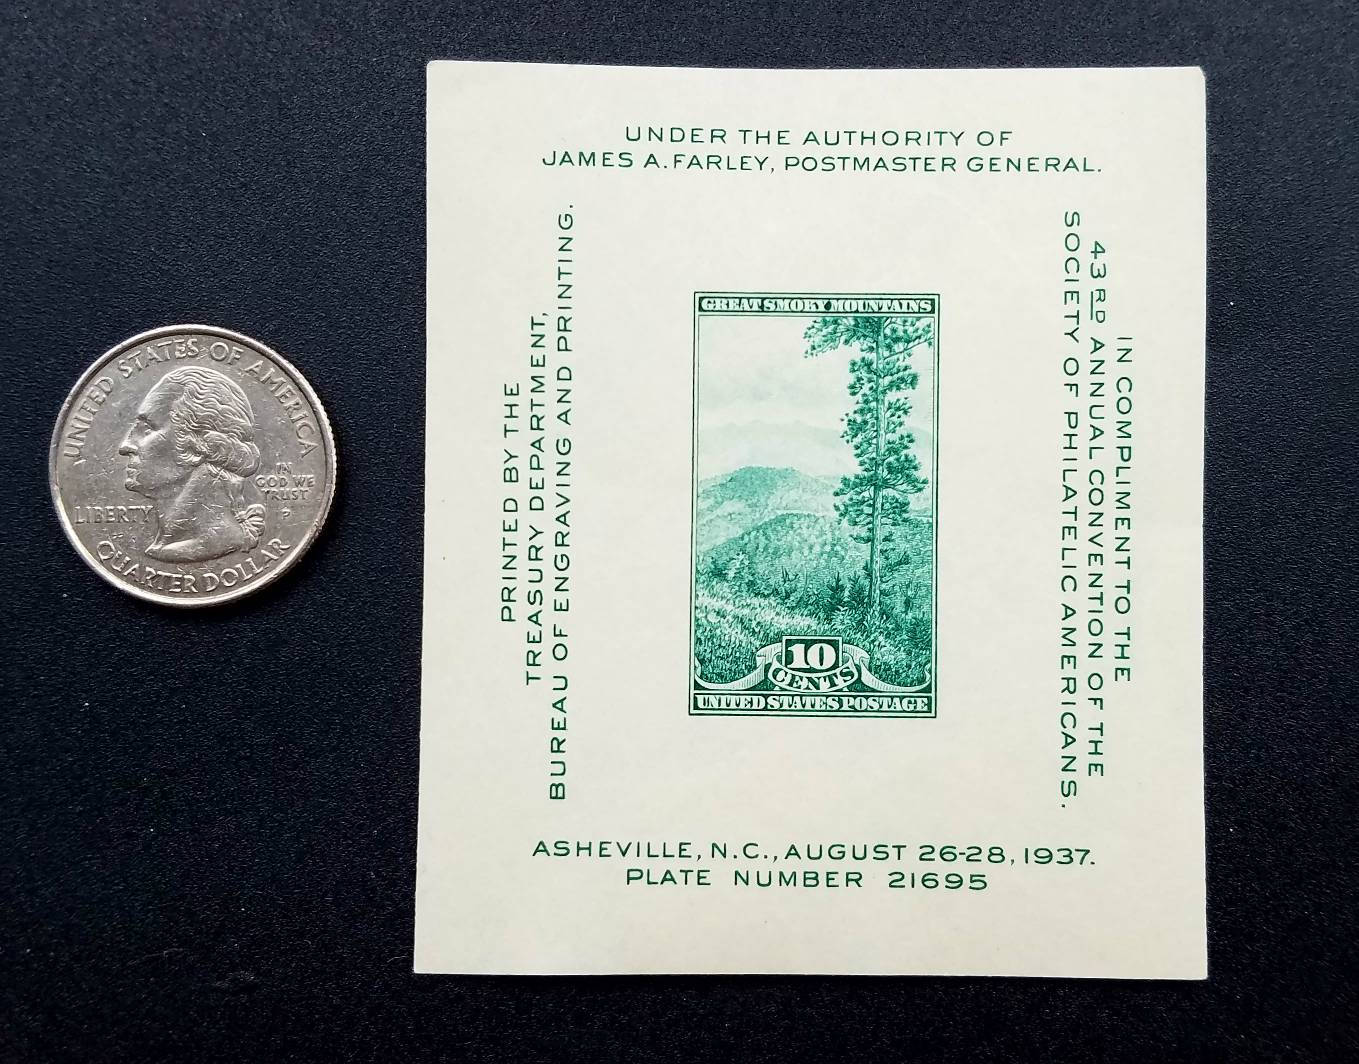 UNITED STATES OF AMERICA
IN
GOD WE
TRUST
P
LIBERTY
QUARTER DOLLAR
UNDER THE AUTHORITY OF
JAMES A. FARLEY, POSTMASTER GENERAL.
PRINTED BY THE
TREASURY DEPARTMENT,
BUREAU OF ENGRAVING AND PRINTING.
GREAT SMOKY MOUNTAINS
10
CENTS
UNITED STATES POSTAGE
IN COMPLIMENT TO THE
43RD ANNUAL CONVENTION OF THE
SOCIETY OF PHILATELIC AMERICANS.
ASHEVILLE, N.C., AUGUST 26-28, 1937.
PLATE NUMBER 21695